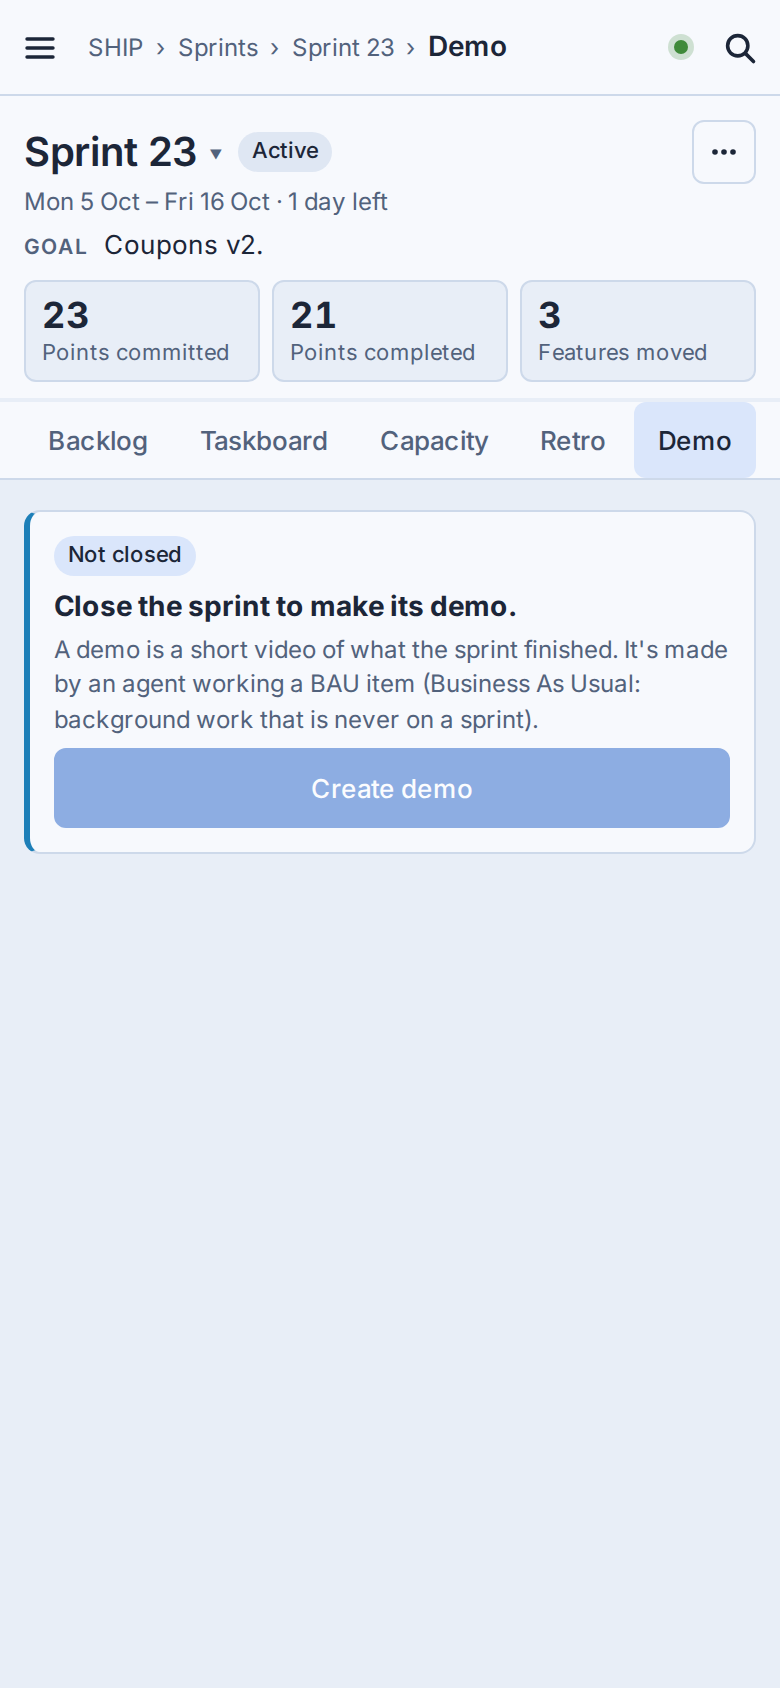 SHIP › Sprints › Sprint 23 › Demo
Sprint 23 ▾ Active
Mon 5 Oct – Fri 16 Oct · 1 day left
GOAL Coupons v2.
23 21 3
Points committed Points completed Features moved
Backlog Taskboard Capacity Retro Demo
Not closed
Close the sprint to make its demo.
A demo is a short video of what the sprint finished. It's made
by an agent working a BAU item (Business As Usual:
background work that is never on a sprint).
Create demo